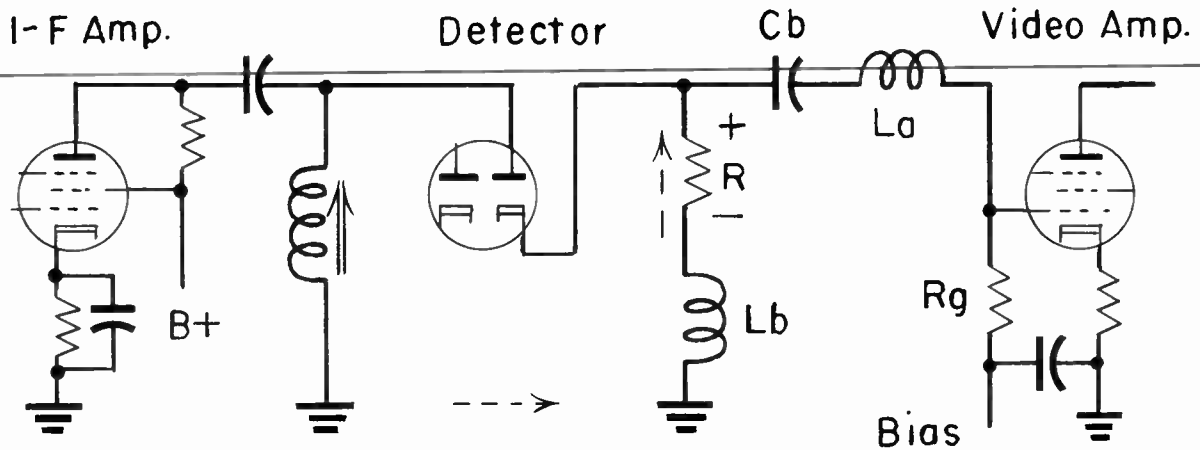 I-F Amp.
Detector
Cb
Video Amp.
La
+
R
−
B+
Lb
Rg
Bias